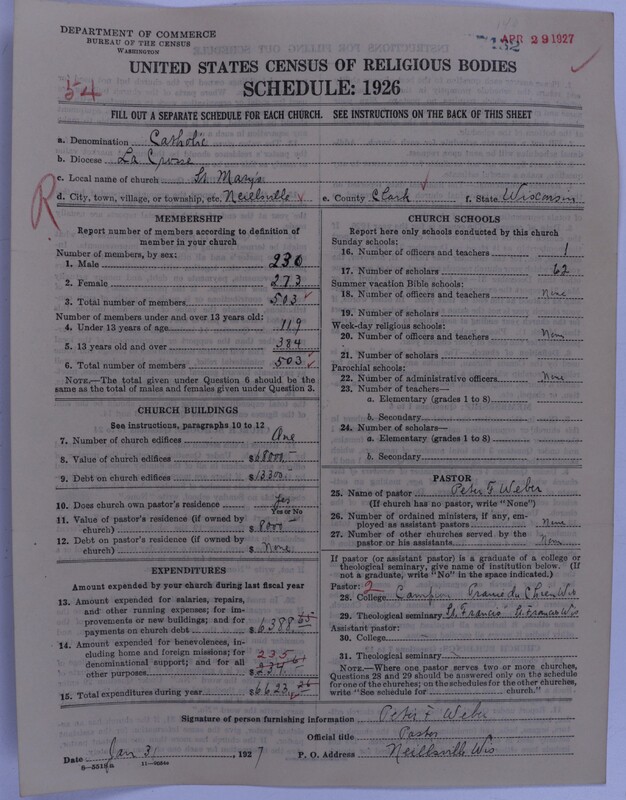 DEPARTMENT OF COMMERCE
BUREAU OF THE CENSUS
WASHINGTON
APR 29 1927
UNITED STATES CENSUS OF RELIGIOUS BODIES
SCHEDULE: 1926
54
FILL OUT A SEPARATE SCHEDULE FOR EACH CHURCH. SEE INSTRUCTIONS ON THE BACK OF THIS SHEET
a. Denomination Catholic
b. Diocese La Crosse
c. Local name of church St. Mary's
d. City, town, village, or township, etc. Neillsville e. County Clark f. State Wisconsin
R
MEMBERSHIP
Report number of members according to definition of
member in your church
Number of members, by sex:
1. Male 230
2. Female 273
3. Total number of members 503
Number of members under and over 13 years old:
4. Under 13 years of age 119
5. 13 years old and over 384
6. Total number of members 503
NOTE.—The total given under Question 6 should be
same as the total of males and females given under Question 3.
CHURCH BUILDINGS
See instructions, paragraphs 10 to 12
7. Number of church edifices One
8. Value of church edifices $68000.—
9. Debt on church edifices $13300.—
10. Does church own pastor's residence Yes
Yes or No
11. Value of pastor's residence (if owned by
church) $8000—
12. Debt on pastor's residence (if owned by
church) $None
EXPENDITURES
Amount expended by your church during last fiscal year
13. Amount expended for salaries, repairs,
and other running expenses; for im-
provements or new buildings; and for
payments on church debt $6388
14. Amount expended for benevolences, in-
cluding home and foreign missions; for
denominational support; and for all
other purposes 235
$234
15. Total expenditures during year $6623
CHURCH SCHOOLS
Report here only schools conducted by this church
Sunday schools:
16. Number of officers and teachers 1
17. Number of scholars 62
Summer vacation Bible schools:
18. Number of officers and teachers None
19. Number of scholars
Week-day religious schools:
20. Number of officers and teachers None
21. Number of scholars
Parochial schools:
22. Number of administrative officers None
23. Number of teachers—
a. Elementary (grades 1 to 8)
b. Secondary
24. Number of scholars—
a. Elementary (grades 1 to 8)
b. Secondary
PASTOR
25. Name of pastor Peter F Weber
(If church has no pastor, write "None")
26. Number of ordained ministers, if any, em-
ployed as assistant pastors None
27. Number of other churches served by the
pastor or his assistants None
If pastor (or assistant pastor) is a graduate of a college or
theological seminary, give name of institution below. (If
not a graduate, write "No" in the space indicated.)
Pastor: 2
28. College Campion Prairie du Chien Wis
29. Theological seminary St. Francis St. Francis Wis
Assistant pastor:
30. College
31. Theological seminary
NOTE.—Where one pastor serves two or more churches,
Questions 28 and 29 should be answered only on the schedule
for one of the churches; on the schedules for the other churches,
write "See schedule for church."
Signature of person furnishing information Peter F Weber
Official title Pastor
Date Jan 31, 1927 P. O. Address Neillsville Wis